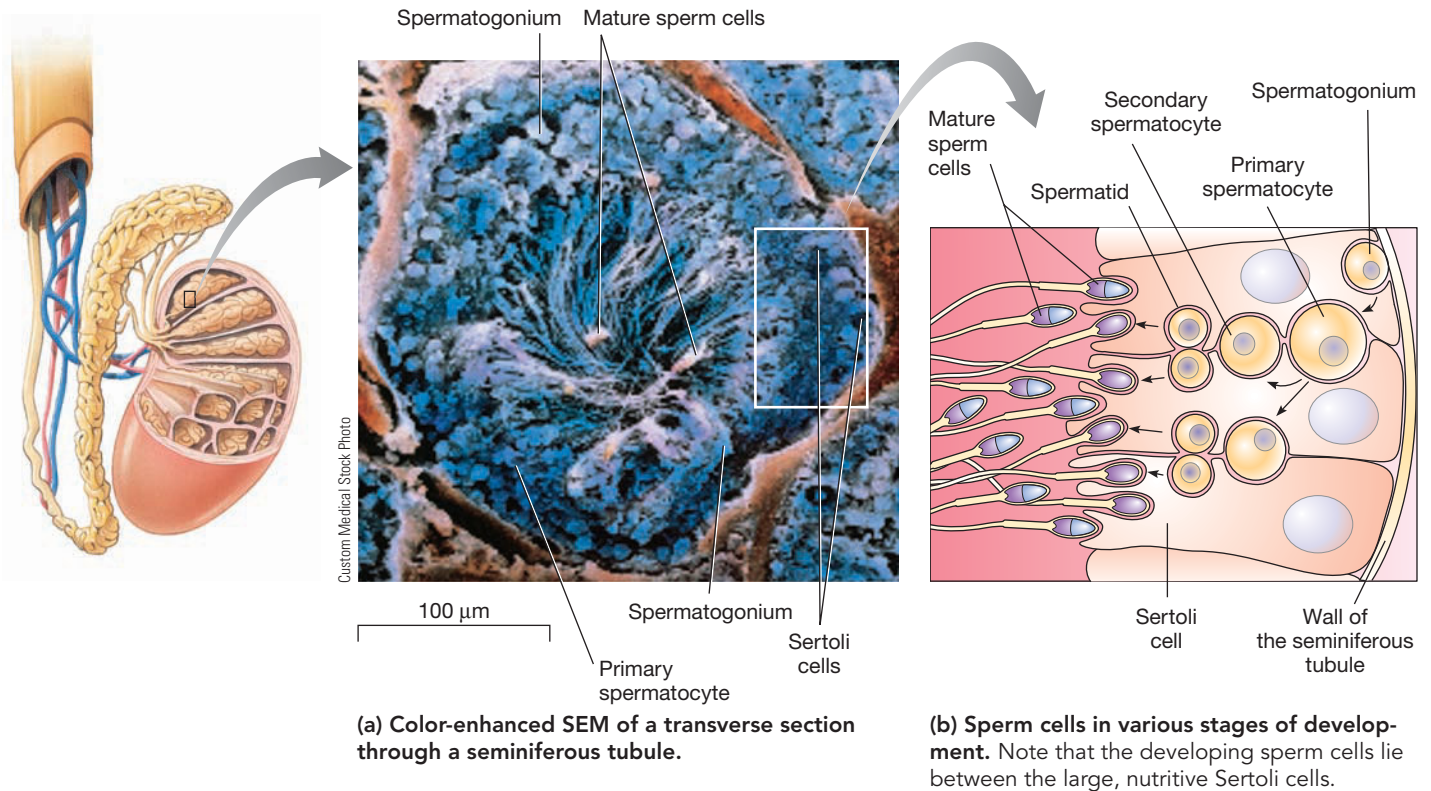 Spermatogonium
Mature sperm cells
Custom Medical Stock Photo
100 μm
Spermatogonium
Sertoli
cells
Primary
spermatocyte
(a) Color-enhanced SEM of a transverse section
through a seminiferous tubule.
Mature
sperm
cells
Secondary
spermatocyte
Spermatogonium
Spermatid
Primary
spermatocyte
Sertoli
cell
Wall of
the seminiferous
tubule
(b) Sperm cells in various stages of develop-
ment. Note that the developing sperm cells lie
between the large, nutritive Sertoli cells.